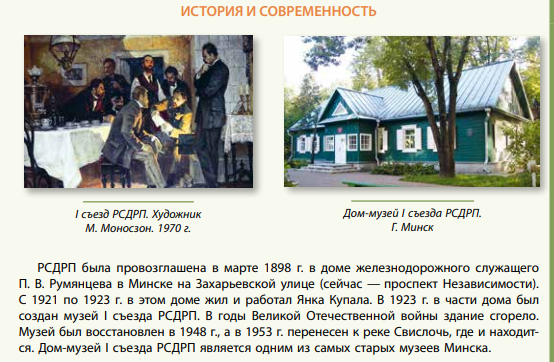 ИСТОРИЯ И СОВРЕМЕННОСТЬ
I съезд РСДРП. Художник
М. Моносзон. 1970 г.
Дом-музей I съезда РСДРП.
Г. Минск
РСДРП была провозглашена в марте 1898 г. в доме железнодорожного служащего
П. В. Румянцева в Минске на Захарьевской улице (сейчас — проспект Независимости).
С 1921 по 1923 г. в этом доме жил и работал Янка Купала. В 1923 г. в части дома был
создан музей I съезда РСДРП. В годы Великой Отечественной войны здание сгорело.
Музей был восстановлен в 1948 г., а в 1953 г. перенесен к реке Свислочь, где и находит-
ся. Дом-музей I съезда РСДРП является одним из самых старых музеев Минска.